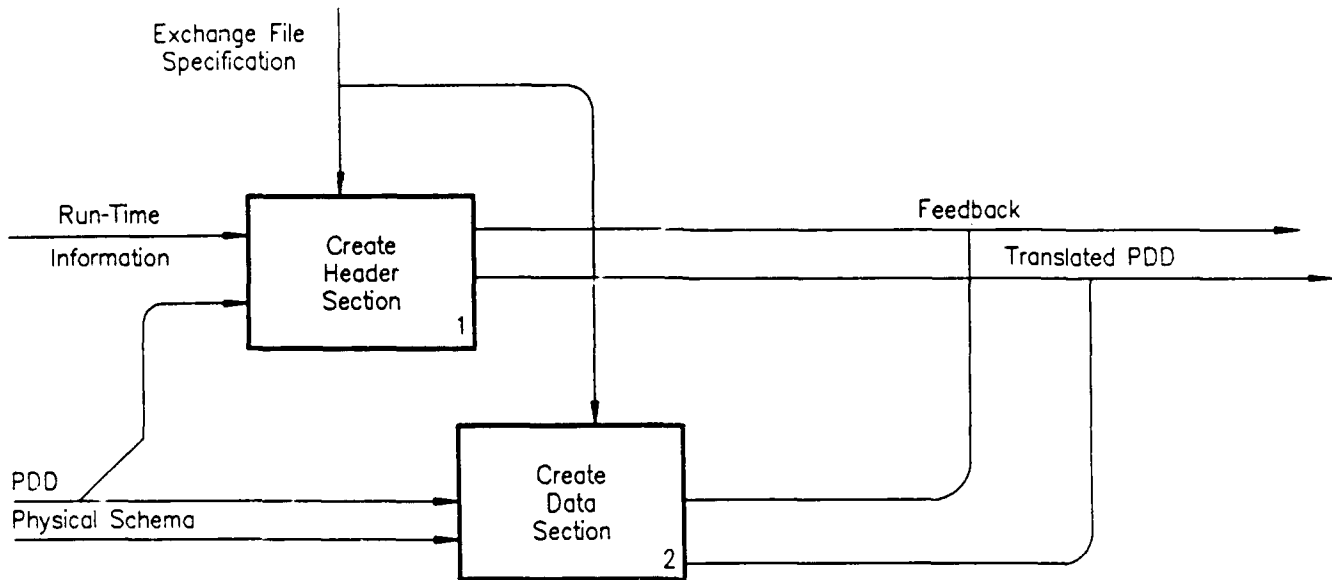 Exchange File
Specification
Run-Time
Information
Create
Header
Section
1
Feedback
Translated PDD
PDD
Physical Schema
Create
Data
Section
2